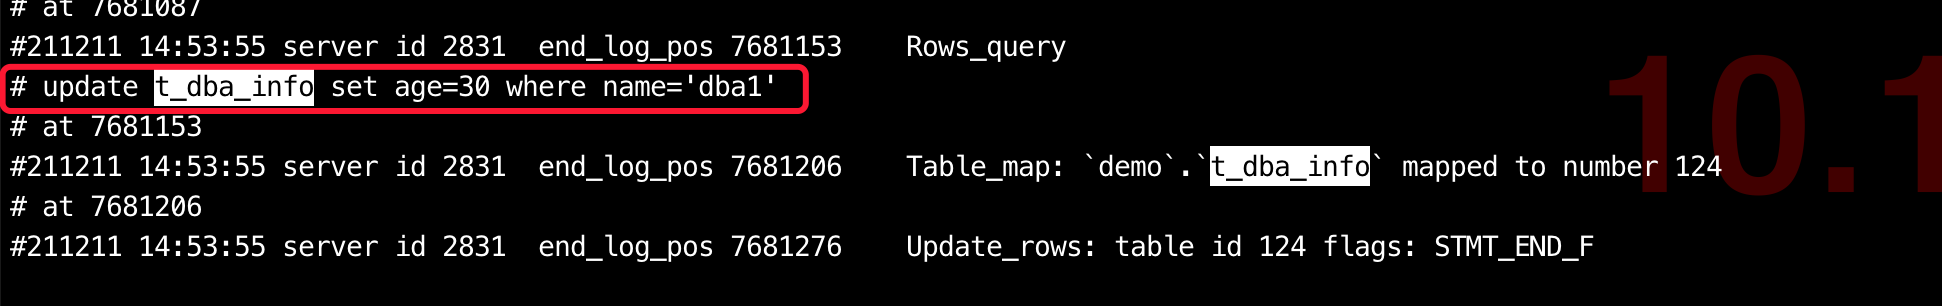 # at 7681087
#211211 14:53:55 server id 2831  end_log_pos 7681153    Rows_query
# update t_dba_info set age=30 where name='dba1'
# at 7681153
#211211 14:53:55 server id 2831  end_log_pos 7681206    Table_map: `demo`.`t_dba_info` mapped to number 124
# at 7681206
#211211 14:53:55 server id 2831  end_log_pos 7681276    Update_rows: table id 124 flags: STMT_END_F
10.1